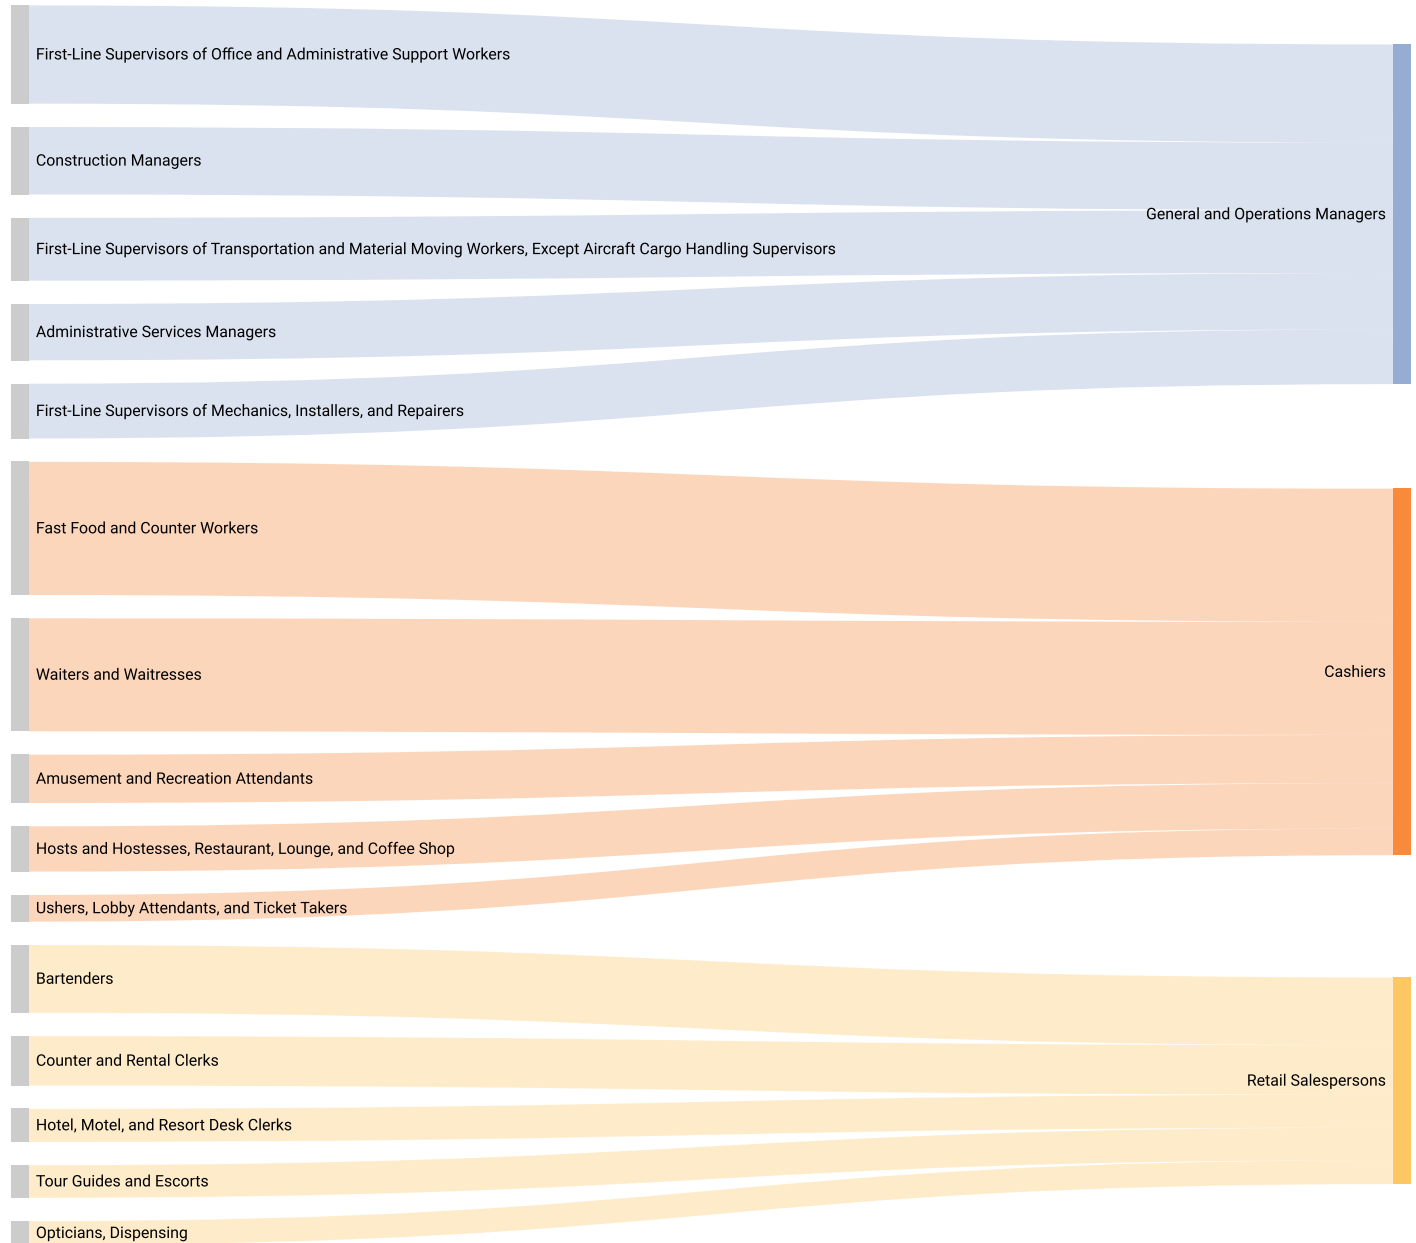 First-Line Supervisors of Office and Administrative Support Workers
Construction Managers
General and Operations Managers
First-Line Supervisors of Transportation and Material Moving Workers, Except Aircraft Cargo Handling Supervisors
Administrative Services Managers
First-Line Supervisors of Mechanics, Installers, and Repairers
Fast Food and Counter Workers
Waiters and Waitresses
Cashiers
Amusement and Recreation Attendants
Hosts and Hostesses, Restaurant, Lounge, and Coffee Shop
Ushers, Lobby Attendants, and Ticket Takers
Bartenders
Counter and Rental Clerks
Retail Salespersons
Hotel, Motel, and Resort Desk Clerks
Tour Guides and Escorts
Opticians, Dispensing